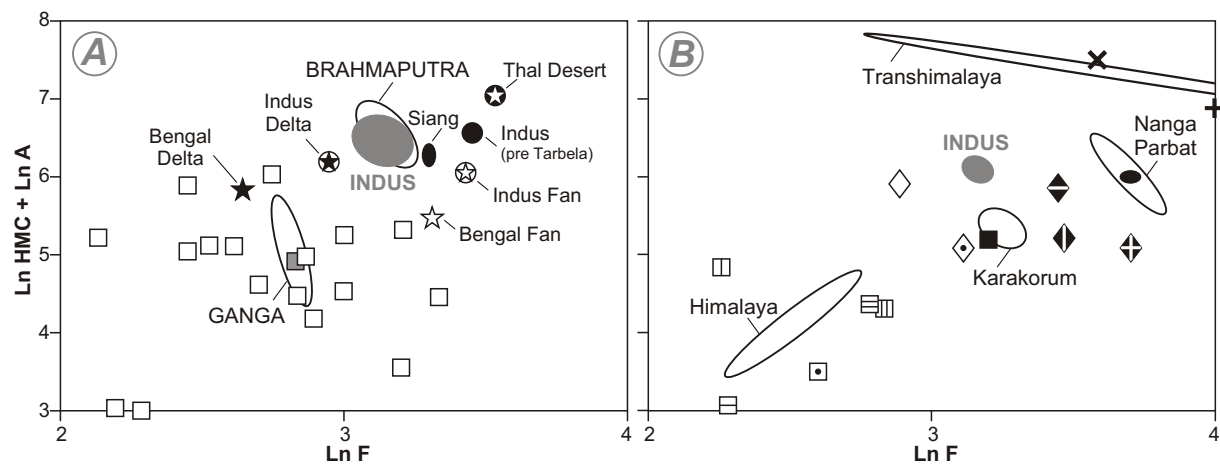 8
7
6
5
4
3
Ln HMC + Ln A
A
BRAHMAPUTRA
Thal Desert
Indus
Delta
Siang
Bengal
Delta
Indus
(pre Tarbela)
INDUS
Indus Fan
Bengal Fan
GANGA
2
3
4
Ln F
B
Transhimalaya
INDUS
Nanga
Parbat
Karakorum
Himalaya
2
3
4
Ln F